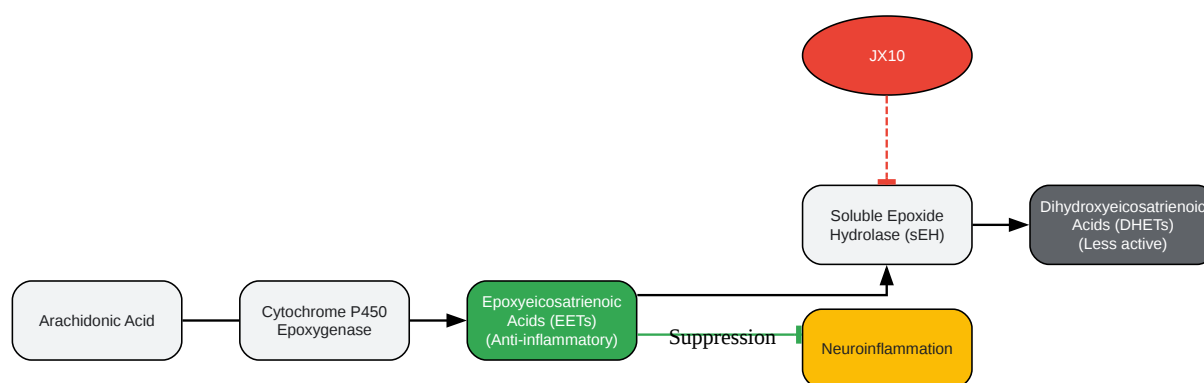 JX10
Soluble Epoxide
Hydrolase (sEH)
Dihydroxyeicosatrienoic
Acids (DHETs)
(Less active)
Arachidonic Acid
Cytochrome P450
Epoxygenase
Epoxyeicosatrienoic
Acids (EETs)
(Anti-inflammatory)
Suppression
Neuroinflammation